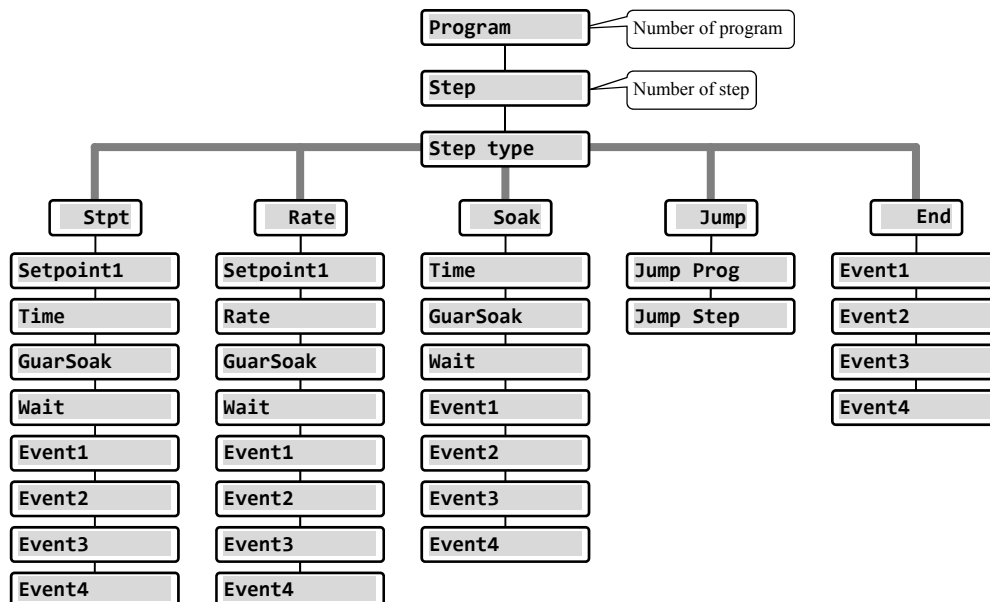 Program
Number of program
Step
Number of step
Step type
Stpt
Rate
Soak
Jump
End
Setpoint1
Time
GuarSoak
Wait
Event1
Event2
Event3
Event4
Setpoint1
Rate
GuarSoak
Wait
Event1
Event2
Event3
Event4
Time
GuarSoak
Wait
Event1
Event2
Event3
Event4
Jump Prog
Jump Step
Event1
Event2
Event3
Event4